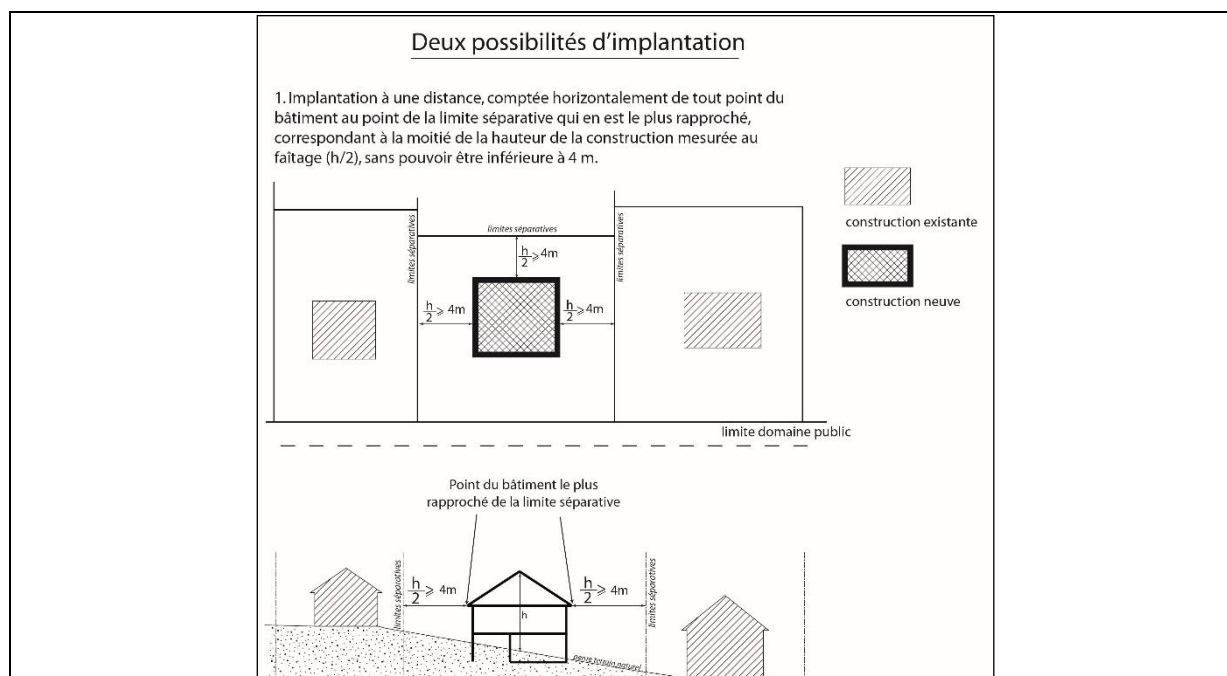 Deux possibilités d'implantation
1. Implantation à une distance, comptée horizontalement de tout point du
bâtiment au point de la limite séparative qui en est le plus rapproché,
correspondant à la moitié de la hauteur de la construction mesurée au
faîtage (h/2), sans pouvoir être inférieure à 4 m.
construction existante
construction neuve
limites séparatives
limites séparatives
limites séparatives
h/2 ⩾ 4m
h/2 ⩾ 4m
h/2 ⩾ 4m
limite domaine public
Point du bâtiment le plus
rapproché de la limite séparative
limites séparatives
h/2 ⩾ 4m
h
h/2 ⩾ 4m
limites séparatives
pente terrain naturel